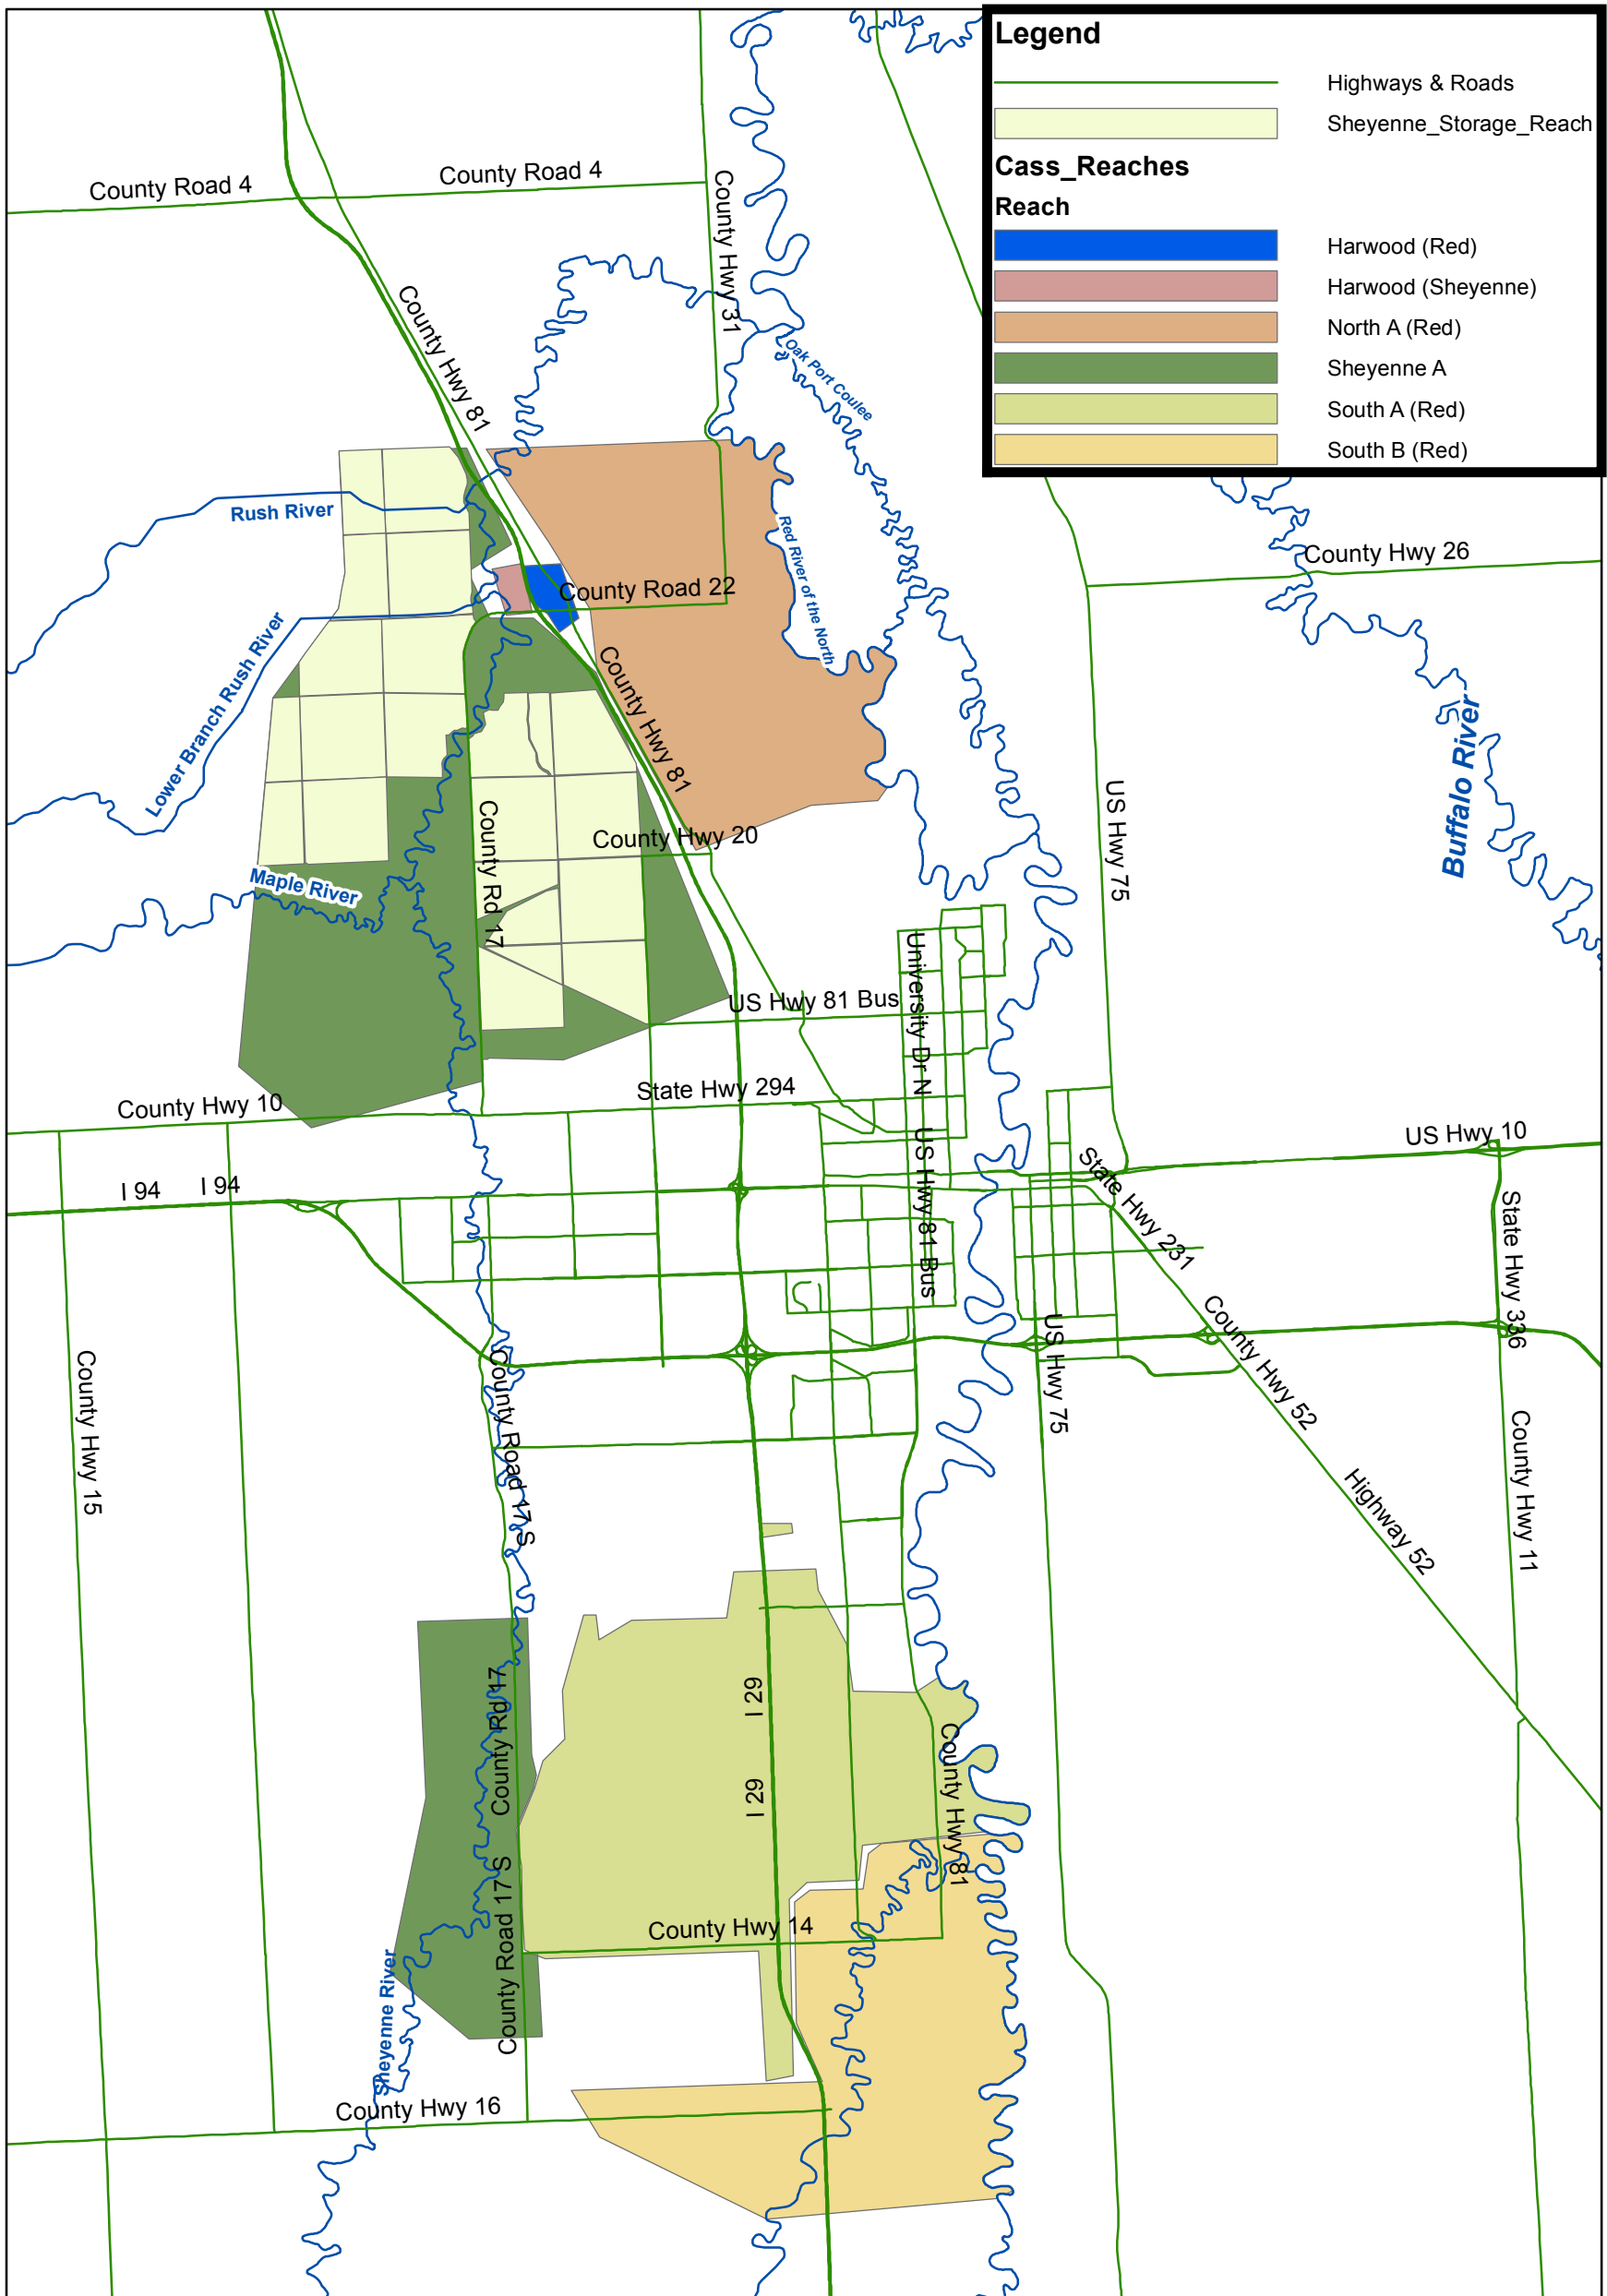 Legend
Highways & Roads
Sheyenne_Storage_Reach
Cass_Reaches
Reach
Harwood (Red)
Harwood (Sheyenne)
North A (Red)
Sheyenne A
South A (Red)
South B (Red)
County Road 4
County Road 4
County Hwy 31
County Hwy 81
Oak Port Coulee
Rush River
Red River of the North
County Hwy 26
County Road 22
Lower Branch Rush River
County Hwy 81
Buffalo River
US Hwy 75
County Rd 17
County Hwy 20
Maple River
University Dr N
US Hwy 81 Bus
State Hwy 294
County Hwy 10
US Hwy 10
US Hwy 81 Bus
State Hwy 231
I 94
I 94
State Hwy 336
County Hwy 52
US Hwy 75
County Hwy 15
County Road 17 S
County Hwy 11
Highway 52
County Rd 17
I 29
County Hwy 81
I 29
County Road 17 S
County Hwy 14
Sheyenne River
County Hwy 16